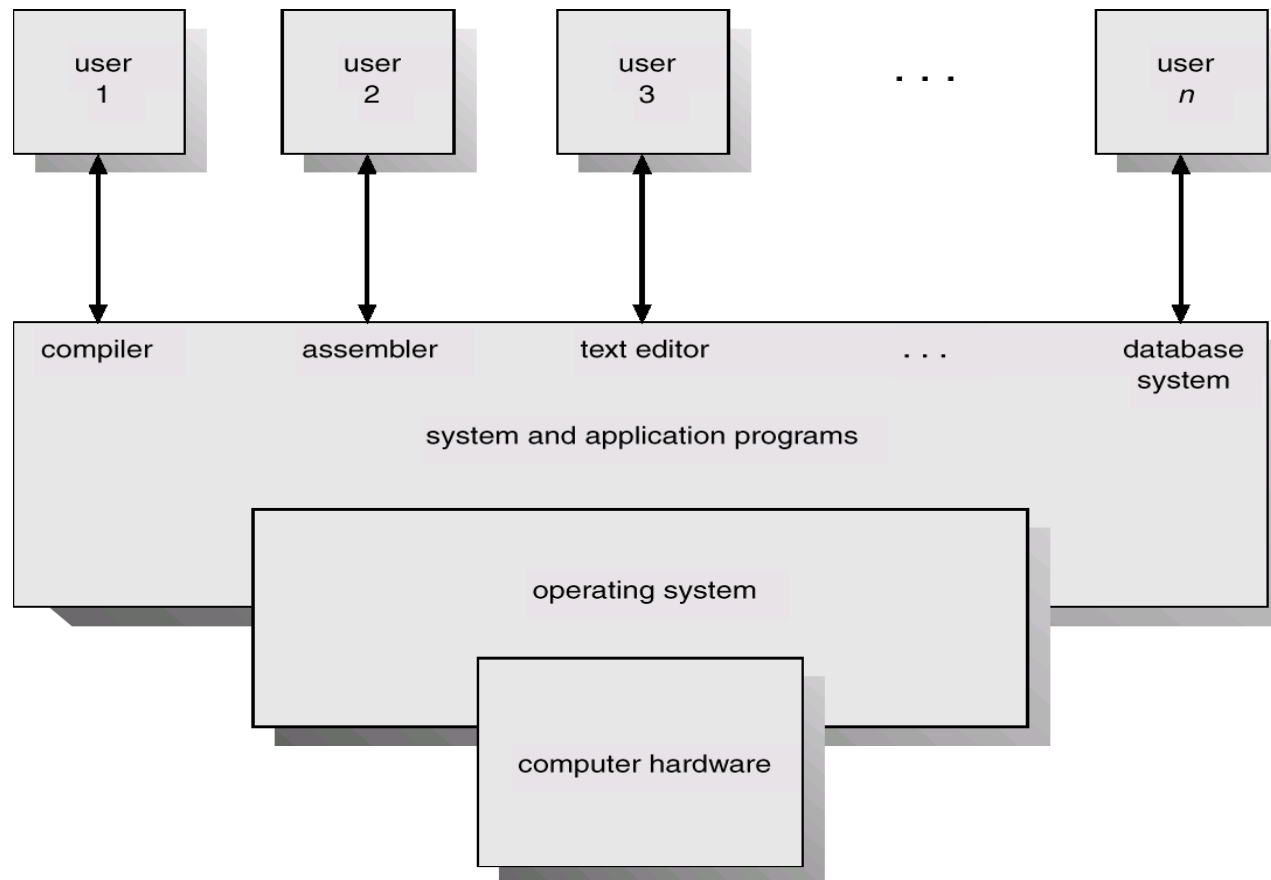 user
1
user
2
user
3
. . .
user
n
compiler
assembler
text editor
. . .
database
system
system and application programs
operating system
computer hardware